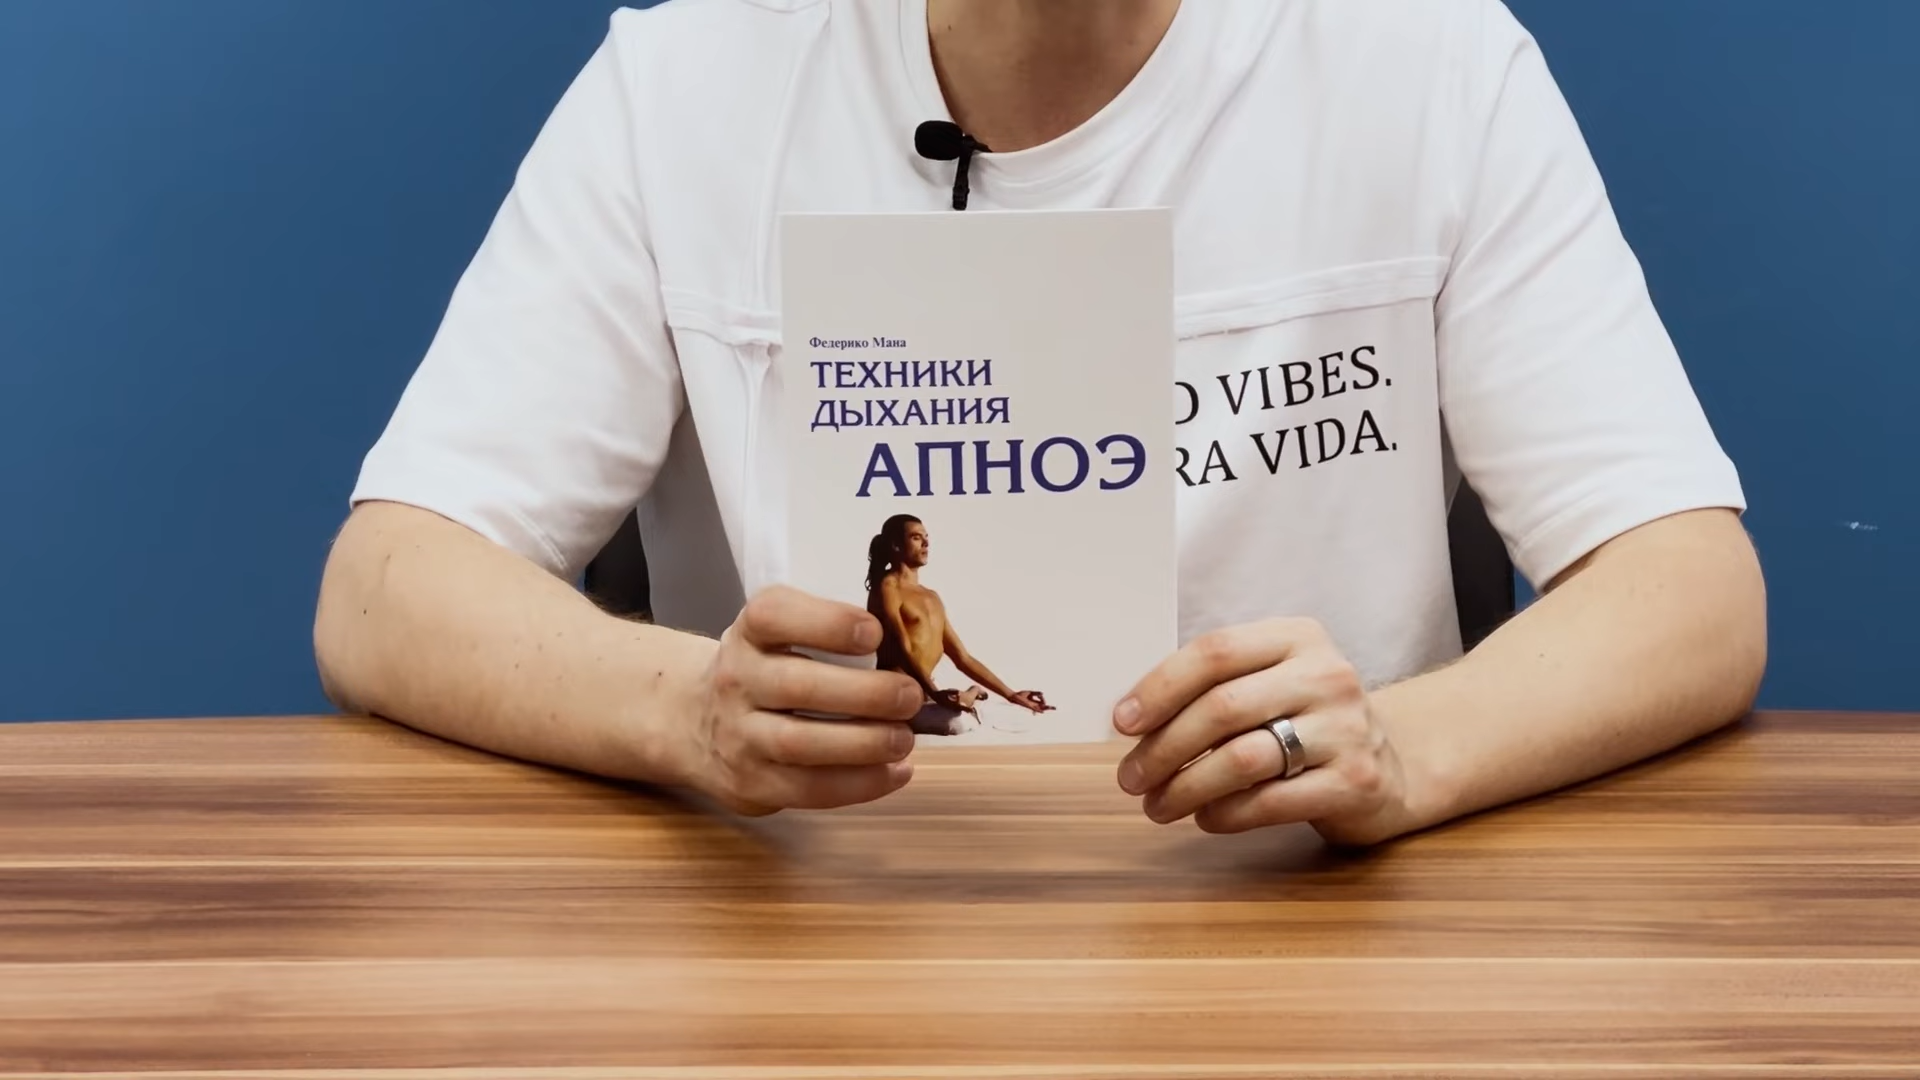 Федерико Мана
ТЕХНИКИ
ДЫХАНИЯ
АПНОЭ
VIBES.
RA VIDA.